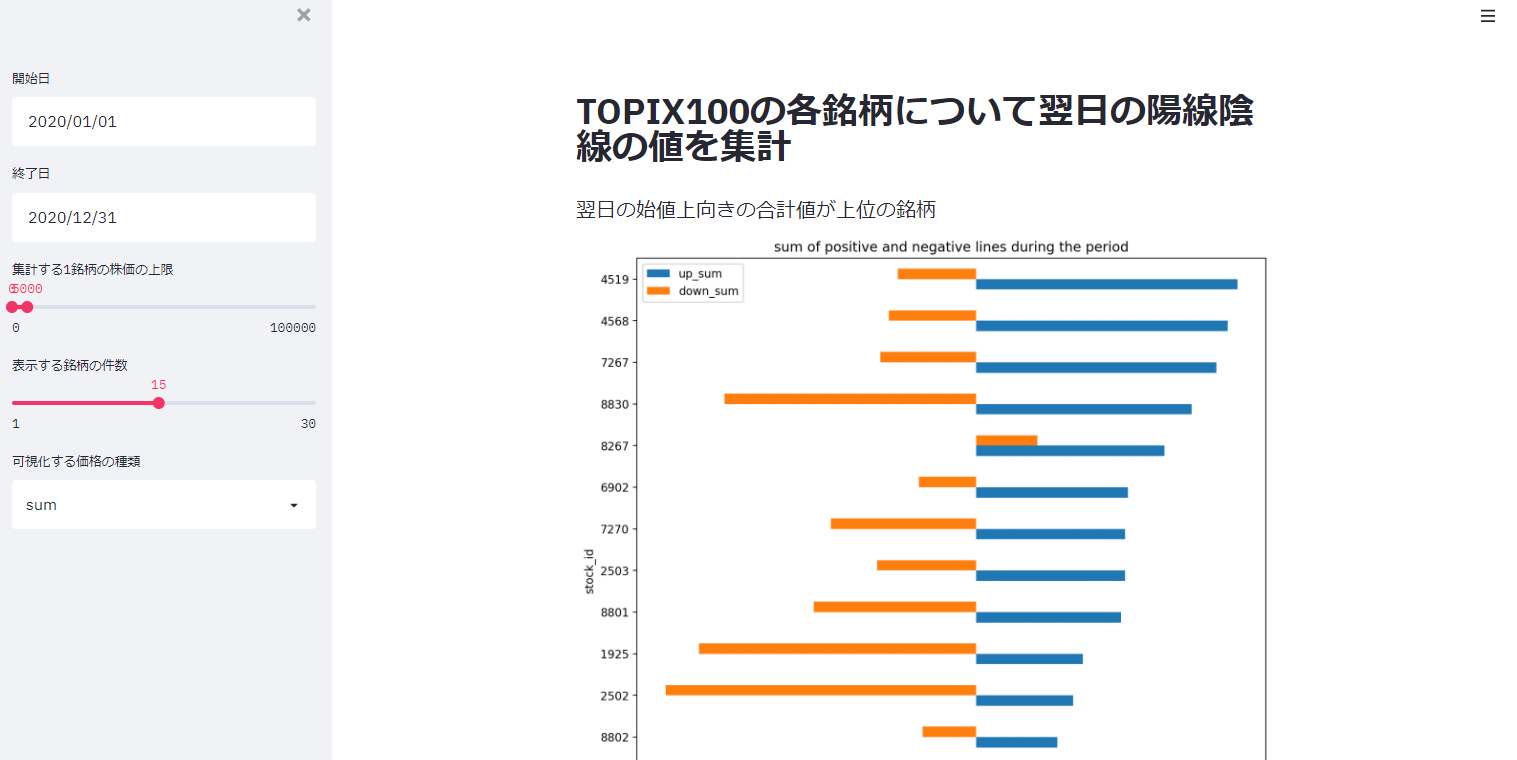 開始日
2020/01/01
終了日
2020/12/31
集計する1銘柄の株価の上限
5000
0
100000
表示する銘柄の件数
15
1
30
可視化する価格の種類
sum
TOPIX100の各銘柄について翌日の陽線陰
線の値を集計
翌日の始値上向きの合計値が上位の銘柄
sum of positive and negative lines during the period
up_sum
down_sum
stock_id
4519
4568
7267
8830
8267
6902
7270
2503
8801
1925
2502
8802